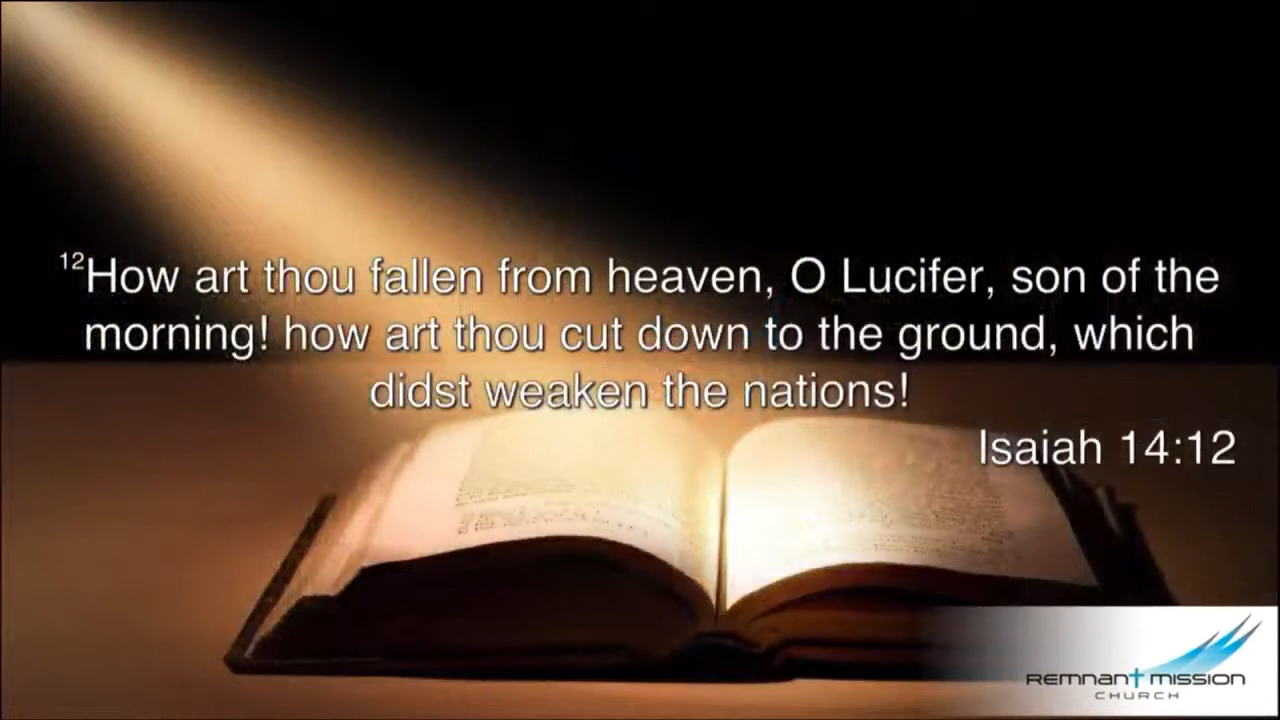 ¹²How art thou fallen from heaven, O Lucifer, son of the
morning! how art thou cut down to the ground, which
didst weaken the nations!
Isaiah 14:12
REMNANT MISSION
CHURCH